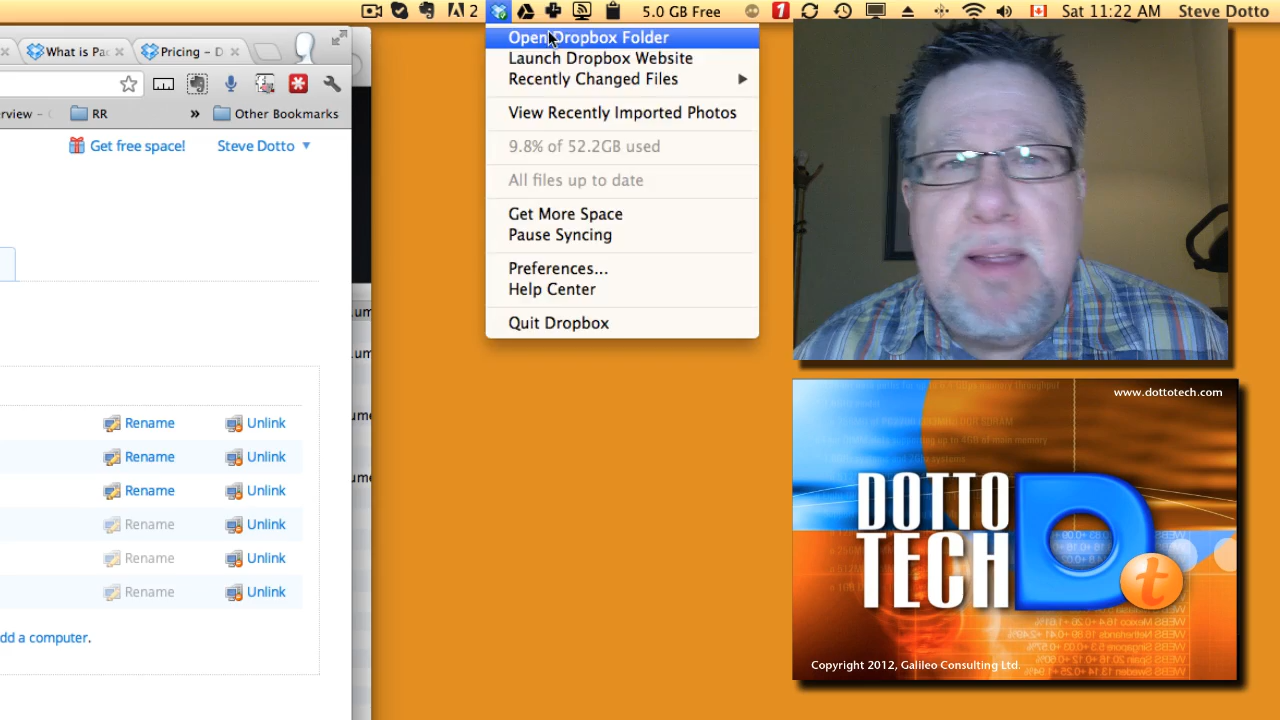 A 2
1
5.0 GB Free
Sat 11:22 AM
Steve Dotto
What is Pac
Pricing – D
rview –
RR
»
Other Bookmarks
Get free space!
Steve Dotto
Open Dropbox Folder
Launch Dropbox Website
Recently Changed Files
View Recently Imported Photos
9.8% of 52.2GB used
All files up to date
Get More Space
Pause Syncing
Preferences...
Help Center
Quit Dropbox
Rename Unlink
Rename Unlink
Rename Unlink
Rename Unlink
Rename Unlink
Rename Unlink
dd a computer.
www.dottotech.com
DOTTO
TECH
D
t
Copyright 2012, Galileo Consulting Ltd.